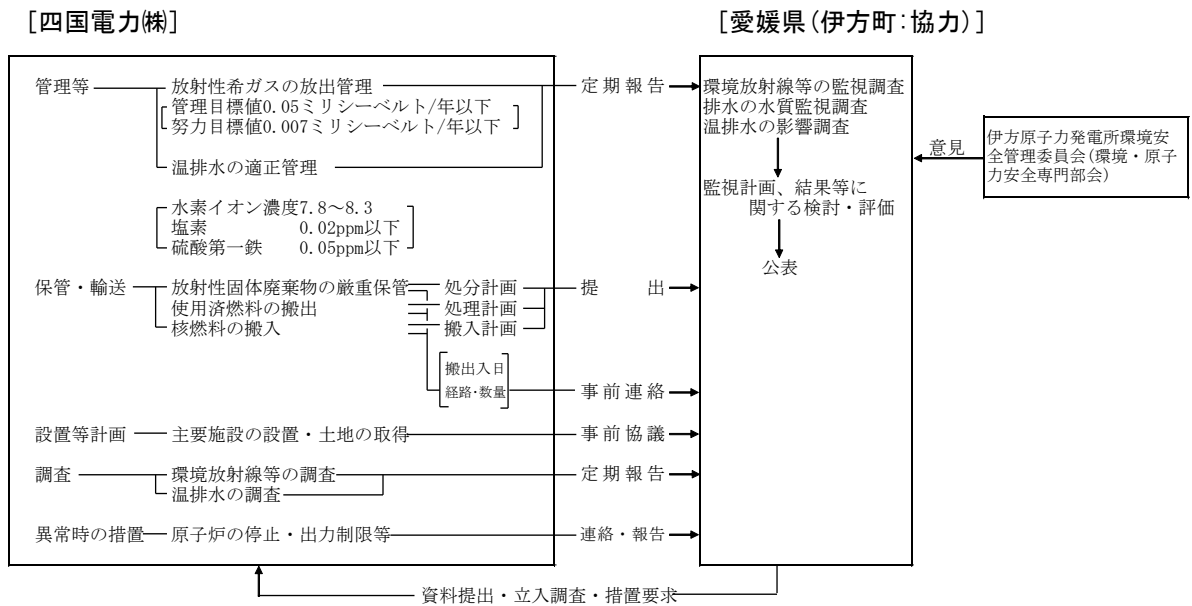 [四国電力㈱]
[愛媛県(伊方町:協力)]
管理等
放射性希ガスの放出管理
管理目標値0.05ミリシーベルト/年以下
努力目標値0.007ミリシーベルト/年以下
温排水の適正管理
水素イオン濃度7.8～8.3
塩素 0.02ppm以下
硫酸第一鉄 0.05ppm以下
保管・輸送
放射性固体廃棄物の厳重保管
処分計画
使用済燃料の搬出
処理計画
核燃料の搬入
搬入計画
搬出入日
経路・数量
設置等計画
主要施設の設置・土地の取得
調査
環境放射線等の調査
温排水の調査
異常時の措置
原子炉の停止・出力制限等
定期報告
提 出
事前連絡
事前協議
定期報告
連絡・報告
環境放射線等の監視調査
排水の水質監視調査
温排水の影響調査
監視計画、結果等に
関する検討・評価
公表
意見
伊方原子力発電所環境安
全管理委員会(環境・原子
力安全専門部会)
資料提出・立入調査・措置要求